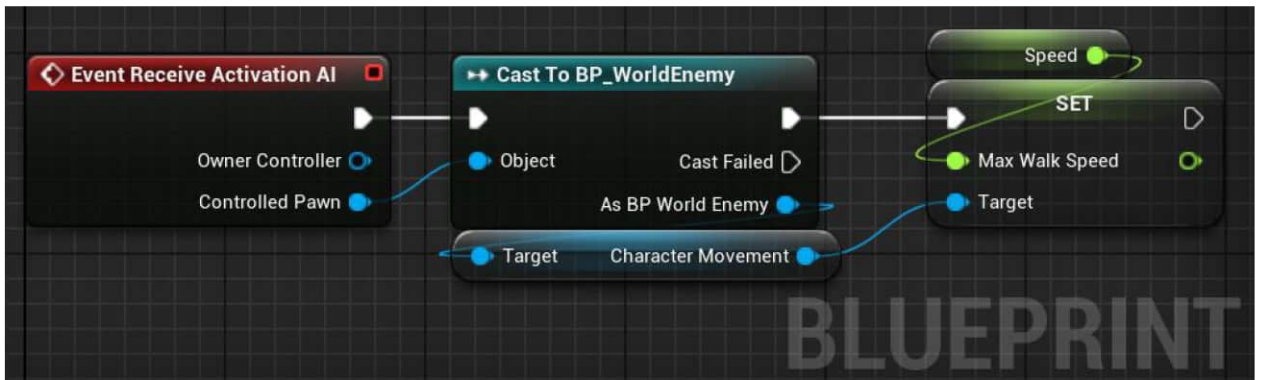 Event Receive Activation AI
Owner Controller
Controlled Pawn
Cast To BP_WorldEnemy
Object
Cast Failed
As BP World Enemy
Target
Character Movement
Speed
SET
Max Walk Speed
Target
BLUEPRINT